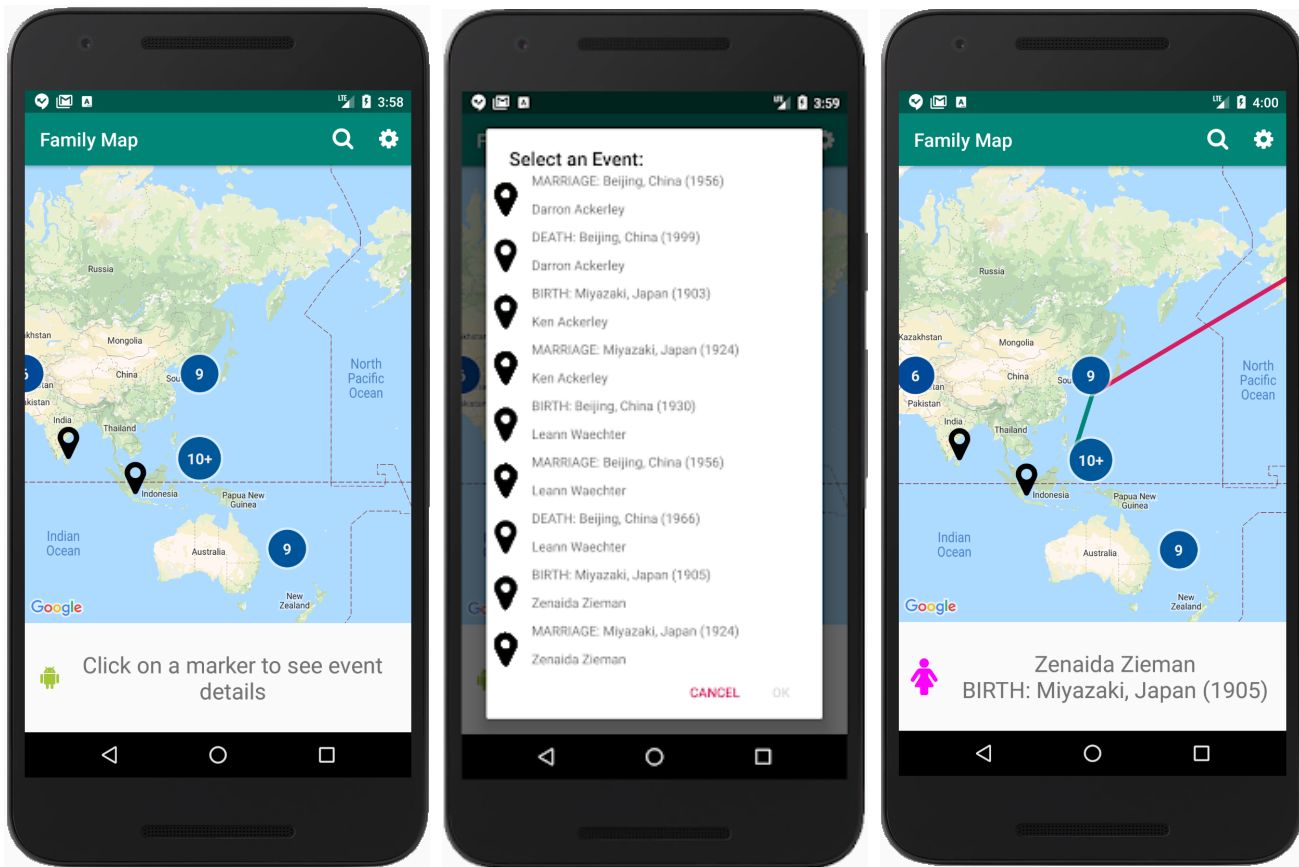 LTE 3:58
Family Map
Russia
Mongolia
China
9
North
Pacific
Ocean
India
Thailand
10+
Indonesia
Papua New
Guinea
Indian
Ocean
Australia
9
New
Zealand
Google
Click on a marker to see event
details
3:59
Select an Event:
MARRIAGE: Beijing, China (1956)
Darron Ackerley
DEATH: Beijing, China (1999)
Darron Ackerley
BIRTH: Miyazaki, Japan (1903)
Ken Ackerley
MARRIAGE: Miyazaki, Japan (1924)
Ken Ackerley
BIRTH: Beijing, China (1930)
Leann Waechter
MARRIAGE: Beijing, China (1956)
Leann Waechter
DEATH: Beijing, China (1966)
Leann Waechter
BIRTH: Miyazaki, Japan (1905)
Zenaida Zieman
MARRIAGE: Miyazaki, Japan (1924)
Zenaida Zieman
CANCEL OK
LTE 4:00
Family Map
Russia
Kazakhstan
Mongolia
6
China
9
North
Pacific
Ocean
Pakistan
India
Thailand
10+
Indonesia
Papua New
Guinea
Indian
Ocean
Australia
9
New
Zealand
Google
Zenaida Zieman
BIRTH: Miyazaki, Japan (1905)